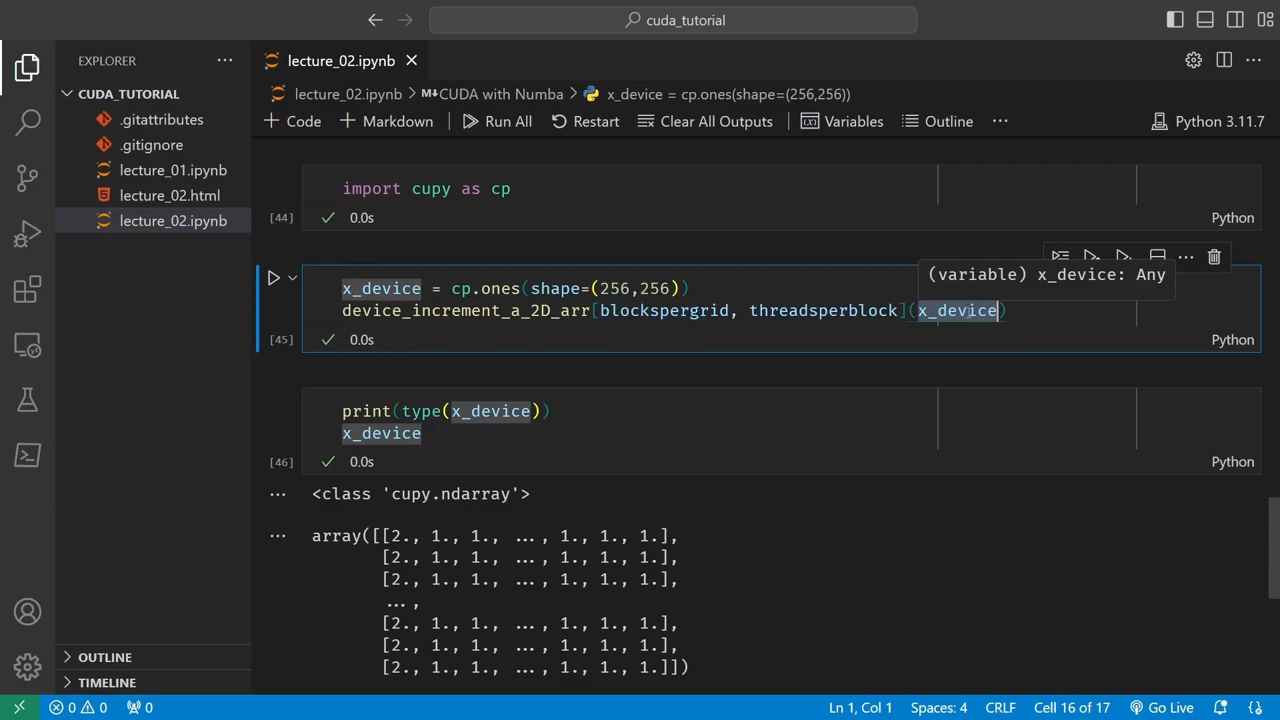 cuda_tutorial
EXPLORER
lecture_02.ipynb
CUDA_TUTORIAL
.gitattributes
.gitignore
lecture_01.ipynb
lecture_02.html
lecture_02.ipynb
OUTLINE
TIMELINE
lecture_02.ipynb > M↓CUDA with Numba > x_device = cp.ones(shape=(256,256))
+ Code + Markdown Run All Restart Clear All Outputs Variables Outline ... Python 3.11.7
import cupy as cp
[44] ✓ 0.0s Python
(variable) x_device: Any
x_device = cp.ones(shape=(256,256))
device_increment_a_2D_arr[blockspergrid, threadsperblock](x_device)
[45] ✓ 0.0s Python
print(type(x_device))
x_device
[46] ✓ 0.0s Python
... <class 'cupy.ndarray'>
... array([[2., 1., 1., ..., 1., 1., 1.],
[2., 1., 1., ..., 1., 1., 1.],
[2., 1., 1., ..., 1., 1., 1.],
...,
[2., 1., 1., ..., 1., 1., 1.],
[2., 1., 1., ..., 1., 1., 1.],
[2., 1., 1., ..., 1., 1., 1.]])
0 0 0 Ln 1, Col 1 Spaces: 4 CRLF Cell 16 of 17 Go Live